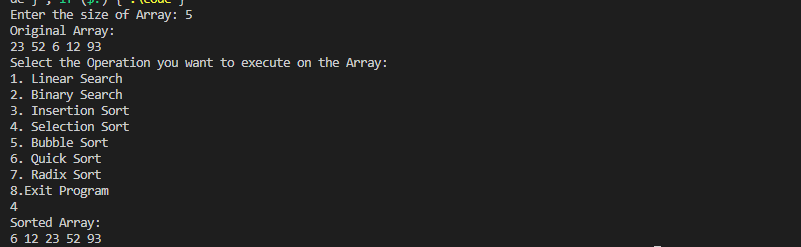 Enter the size of Array: 5
Original Array:
23 52 6 12 93
Select the Operation you want to execute on the Array:
1. Linear Search
2. Binary Search
3. Insertion Sort
4. Selection Sort
5. Bubble Sort
6. Quick Sort
7. Radix Sort
8.Exit Program
4
Sorted Array:
6 12 23 52 93